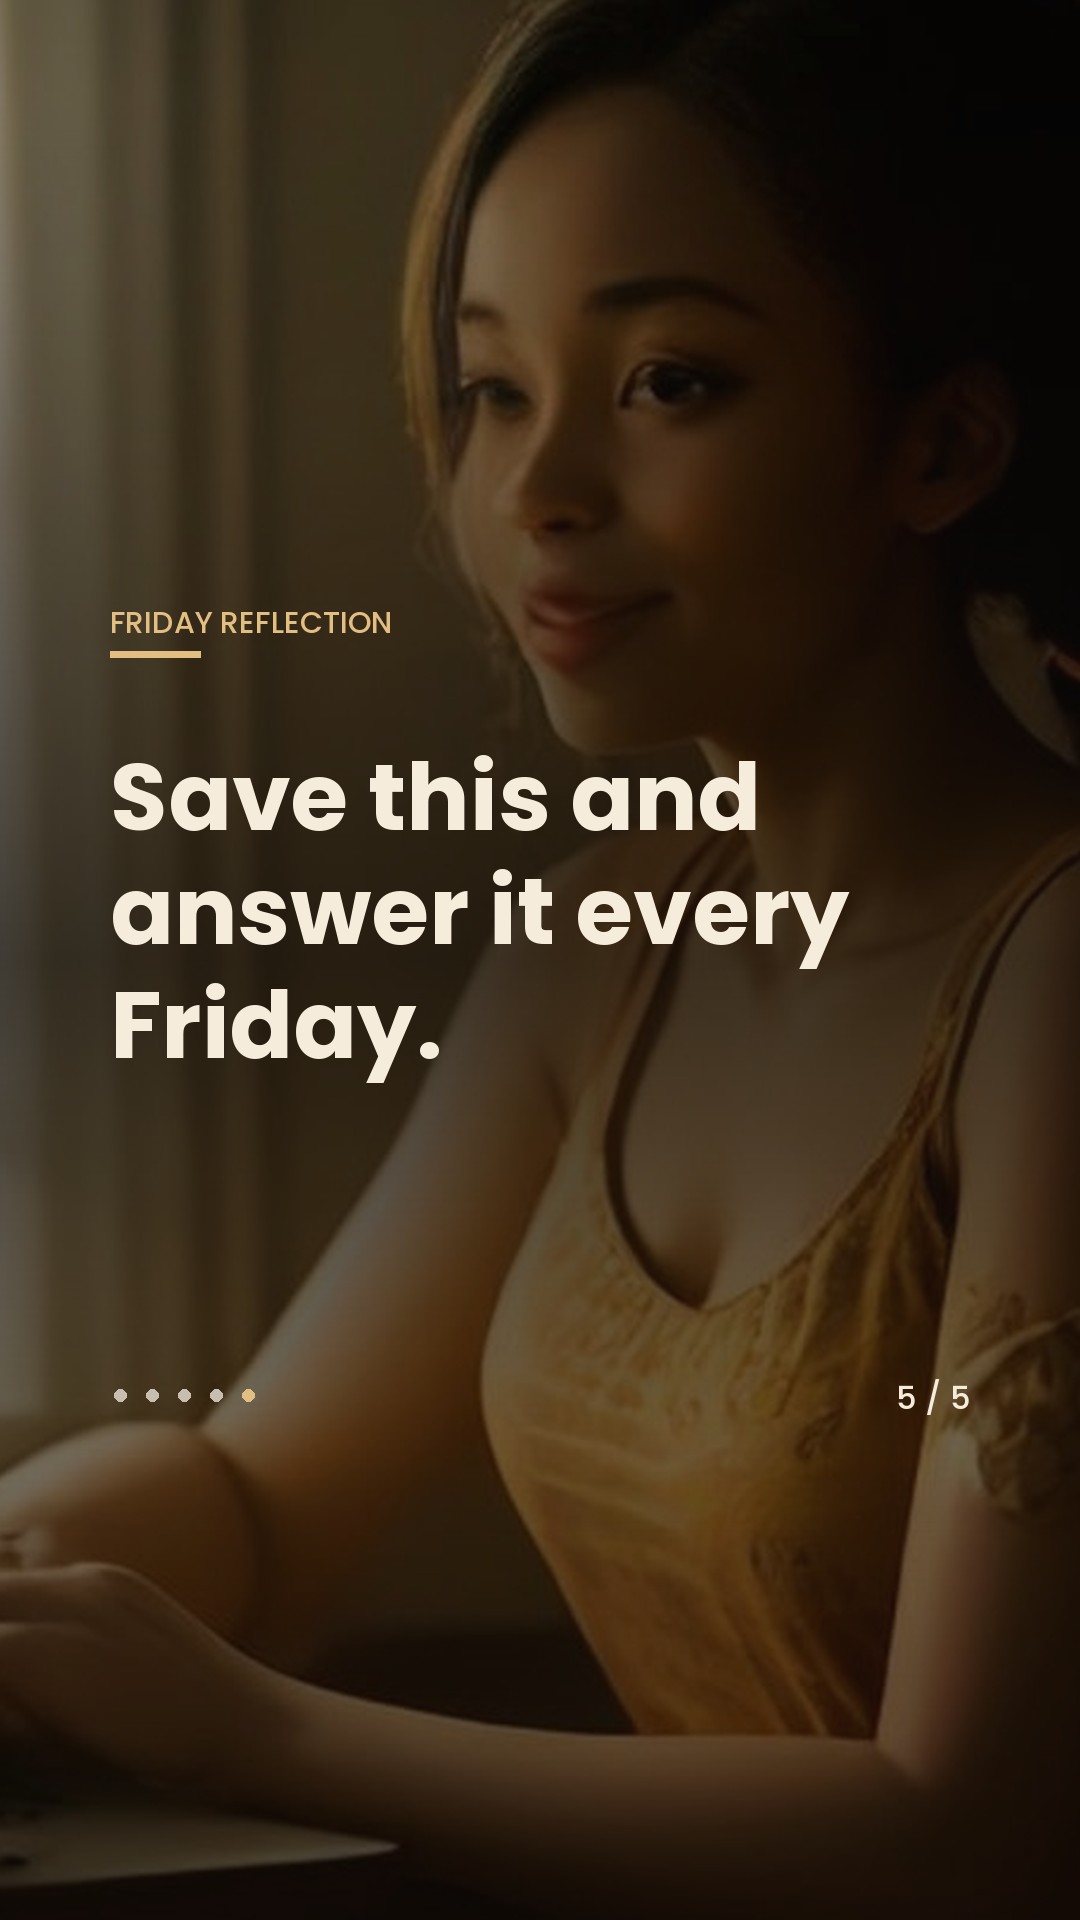 FRIDAY REFLECTION
Save this and
answer it every
Friday.
5 / 5